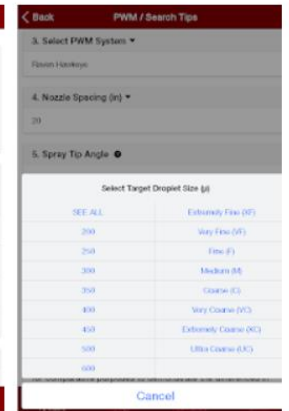 Back PWM / Search Tips
3. Select PWM System
Raven Hawkeye
4. Nozzle Spacing (in)
20
5. Spray Tip Angle
Select Target Droplet Size (μ)
SEE ALL Extremely Fine (XF)
200 Very Fine (VF)
250 Fine (F)
300 Medium (M)
350 Coarse (C)
400 Very Coarse (VC)
450 Extremely Coarse (XC)
500 Ultra Coarse (UC)
600
Cancel